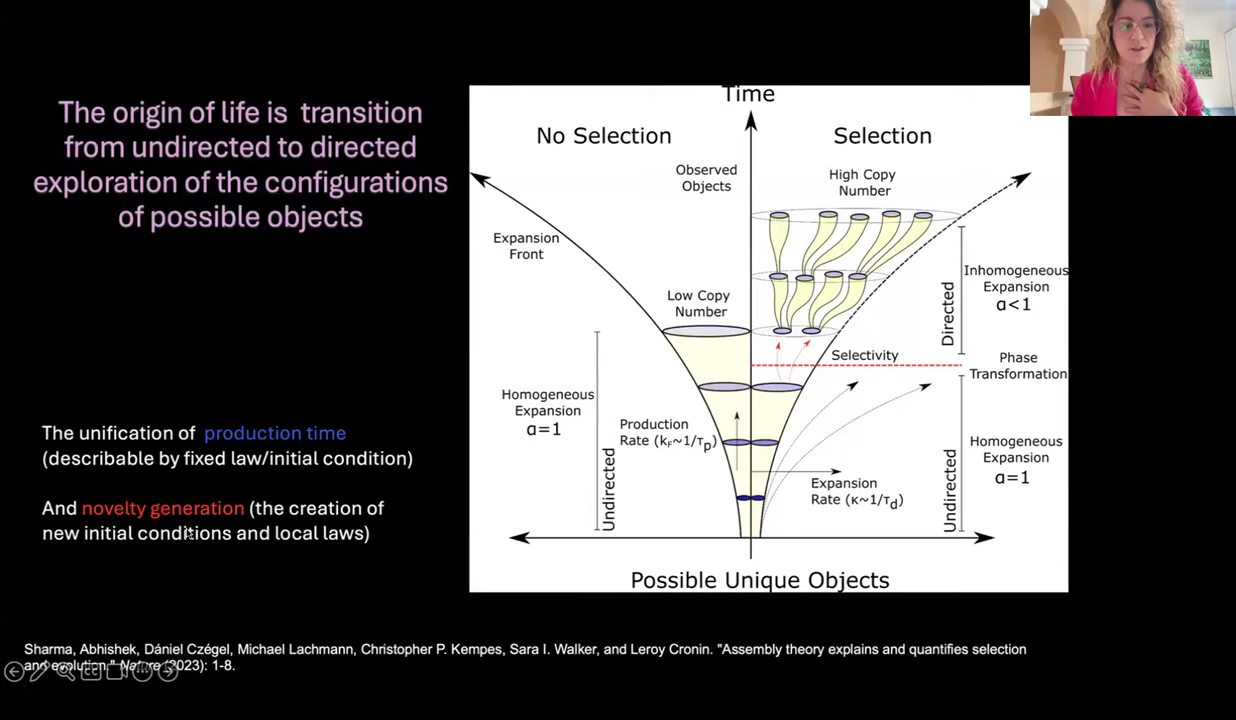 The origin of life is transition
from undirected to directed
exploration of the configurations
of possible objects
The unification of production time
(describable by fixed law/initial condition)
And novelty generation (the creation of
new initial conditions and local laws)
Time
No Selection
Selection
Observed
Objects
High Copy
Number
Expansion
Front
Low Copy
Number
Inhomogeneous
Expansion
α<1
Directed
Selectivity
Phase
Transformation
Homogeneous
Expansion
α=1
Production
Rate (kF~1/τp)
Undirected
Expansion
Rate (κ~1/τd)
Undirected
Homogeneous
Expansion
α=1
Possible Unique Objects
Sharma, Abhishek, Dániel Czégel, Michael Lachmann, Christopher P. Kempes, Sara I. Walker, and Leroy Cronin. "Assembly theory explains and quantifies selection
and evolution." Nature (2023): 1-8.